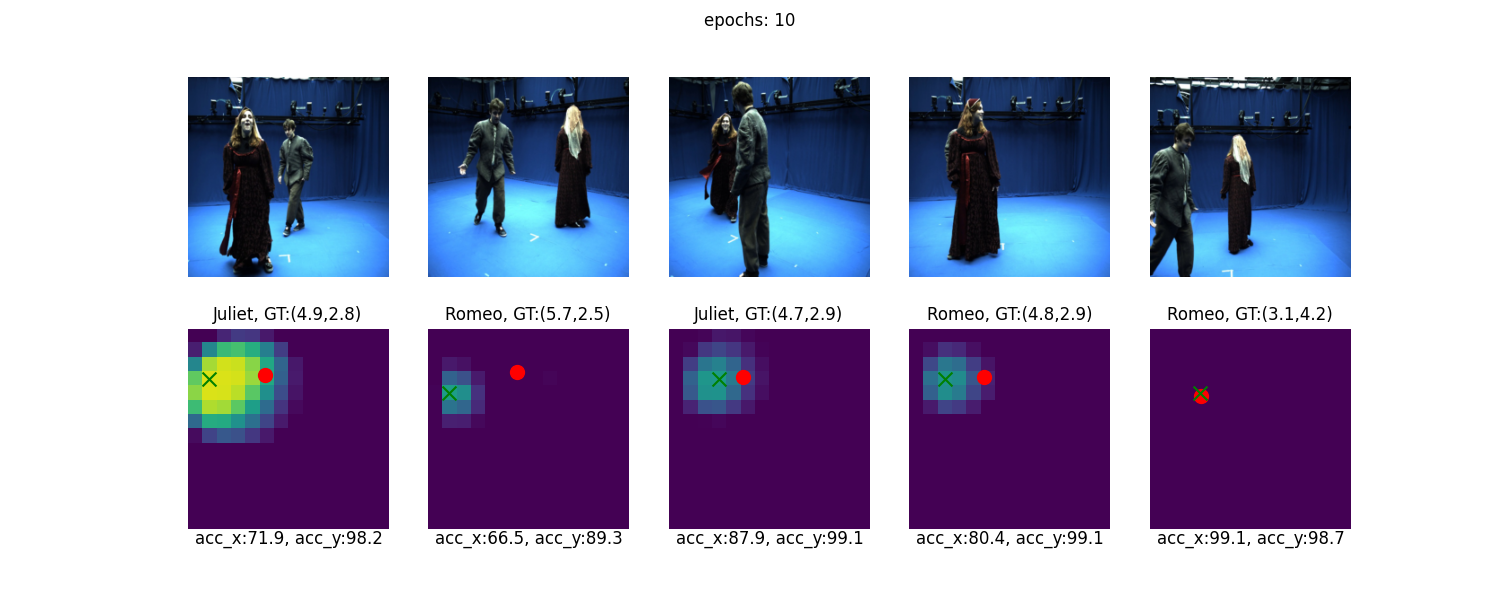 epochs: 10
Juliet, GT:(4.9,2.8)
Romeo, GT:(5.7,2.5)
Juliet, GT:(4.7,2.9)
Romeo, GT:(4.8,2.9)
Romeo, GT:(3.1,4.2)
acc_x:71.9, acc_y:98.2
acc_x:66.5, acc_y:89.3
acc_x:87.9, acc_y:99.1
acc_x:80.4, acc_y:99.1
acc_x:99.1, acc_y:98.7